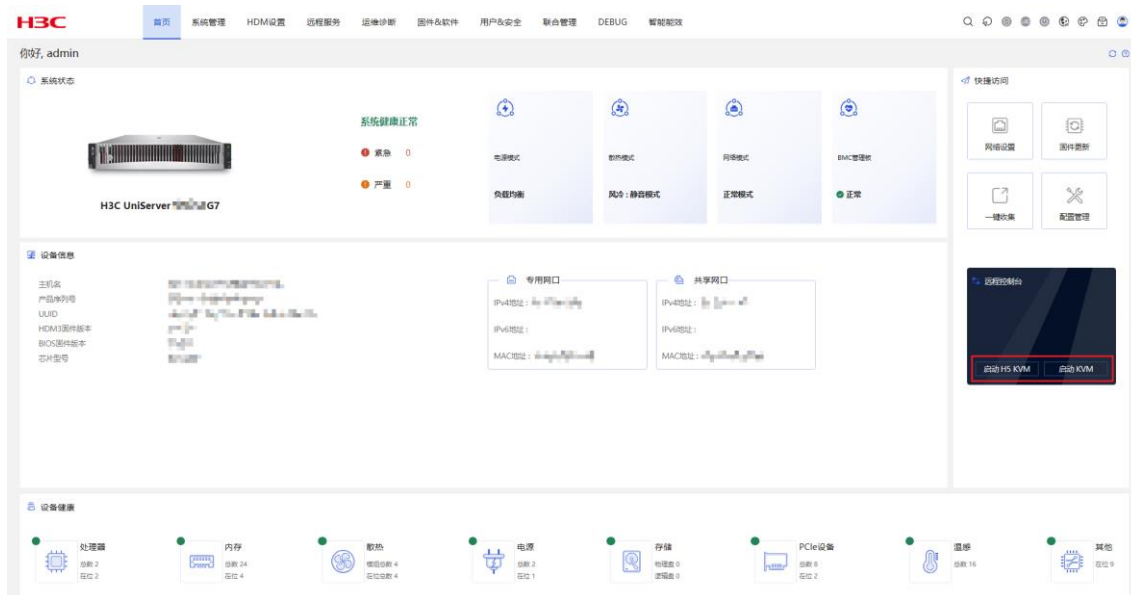 H3C
首页 系统管理 HDM设置 远程服务 运维诊断 固件&软件 用户&安全 联合管理 DEBUG 智能能效
你好, admin
系统状态
系统健康正常
紧急 0
严重 0
H3C UniServer G7
电源模式
负载均衡
散热模式
风冷 : 静音模式
网络模式
正常模式
BMC管理板
正常
快捷访问
网络设置
固件更新
一键收集
配置管理
设备信息
主机名
产品序列号
UUID
HDM3固件版本
BIOS固件版本
芯片型号
专用网口
IPv4地址 :
IPv6地址 :
MAC地址 :
共享网口
IPv4地址 :
IPv6地址 :
MAC地址 :
远程控制台
启动 H5 KVM
启动 KVM
设备健康
处理器
总数 2
在位 2
内存
总数 24
在位 4
散热
模组总数 4
在位总数 4
电源
总数 2
在位 1
存储
物理盘 0
逻辑盘 0
PCIe设备
总数 8
在位 2
温感
总数 16
其他
在位 9